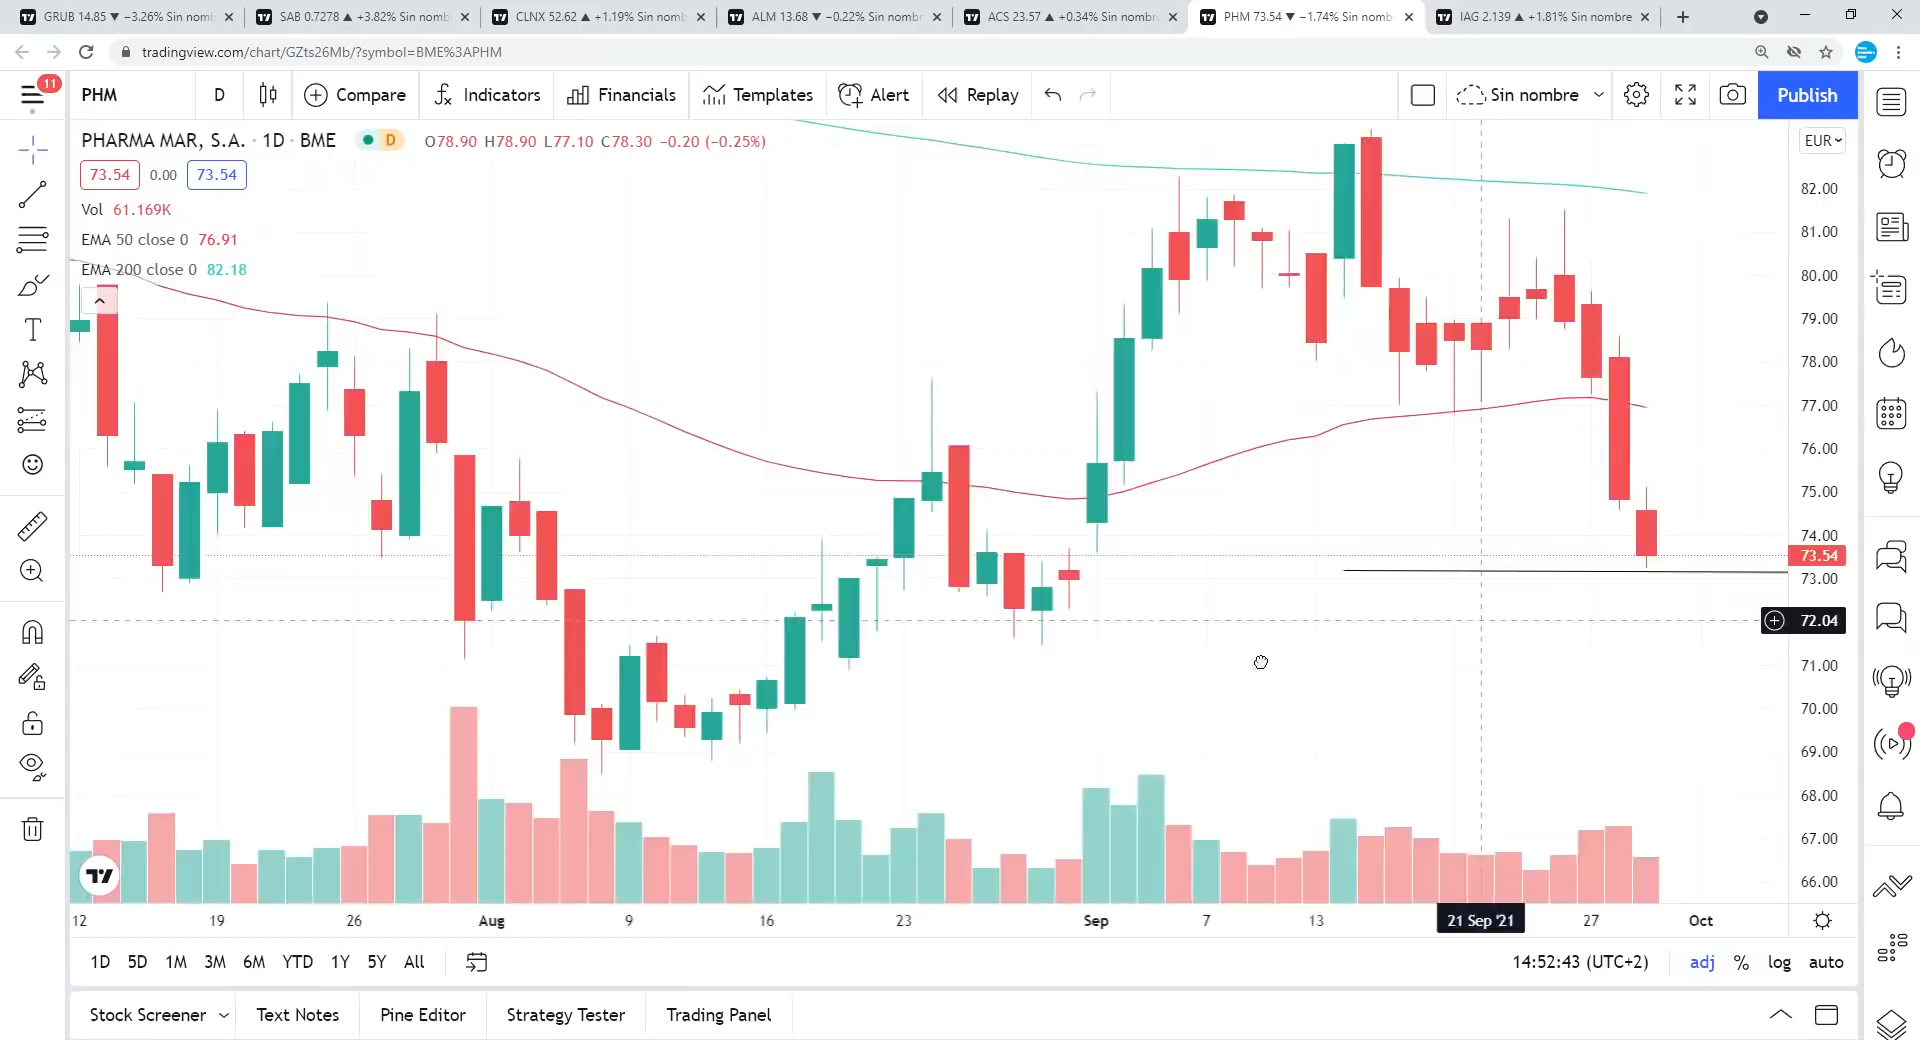 GRUB 14.85 ▼ −3.26% Sin nomb
SAB 0.7278 ▲ +3.82% Sin nomb
CLNX 52.62 ▲ +1.19% Sin nomb
ALM 13.68 ▼ −0.22% Sin nomb
ACS 23.57 ▲ +0.34% Sin nombre
PHM 73.54 ▼ −1.74% Sin nomb
IAG 2.139 ▲ +1.81% Sin nombre
tradingview.com/chart/GZts26Mb/?symbol=BME%3APHM
11
PHM
D
Compare
Indicators
Financials
Templates
Alert
Replay
Sin nombre
Publish
PHARMA MAR, S.A. · 1D · BME
D
O78.90 H78.90 L77.10 C78.30 −0.20 (−0.25%)
EUR
73.54 0.00 73.54
Vol 61.169K
EMA 50 close 0 76.91
EMA 200 close 0 82.18
82.00
81.00
80.00
79.00
78.00
77.00
76.00
75.00
74.00
73.54
73.00
72.04
71.00
70.00
69.00
68.00
67.00
66.00
12 19 26 Aug 9 16 23 Sep 7 13 21 Sep '21 27 Oct
1D 5D 1M 3M 6M YTD 1Y 5Y All
14:52:43 (UTC+2)
adj % log auto
Stock Screener
Text Notes
Pine Editor
Strategy Tester
Trading Panel